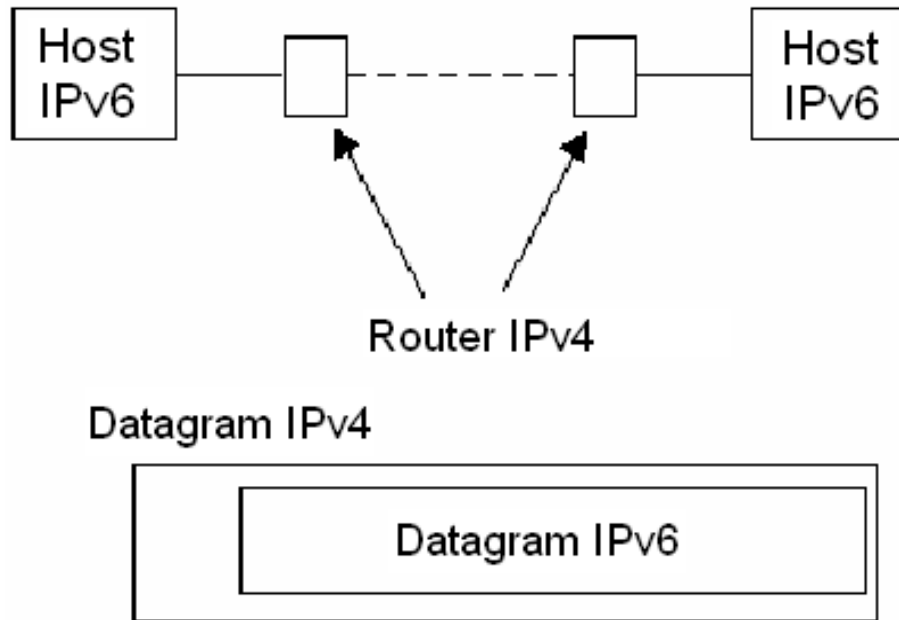 Host
IPv6
Host
IPv6
Router IPv4
Datagram IPv4
Datagram IPv6